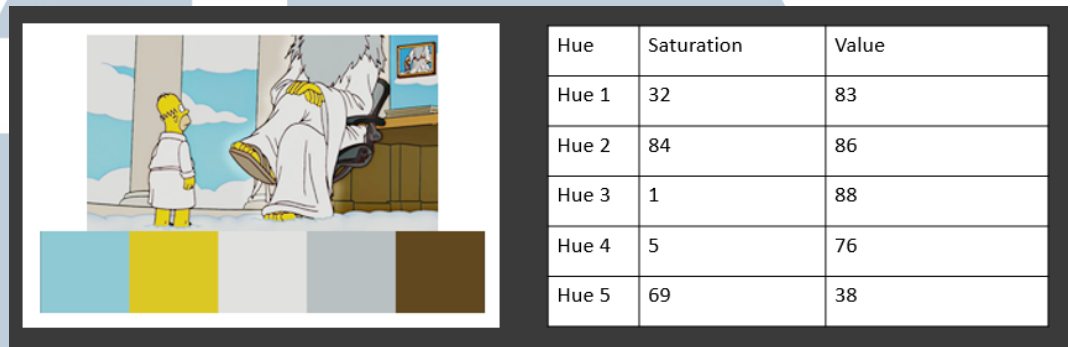 Hue Saturation Value
Hue 1 32 83
Hue 2 84 86
Hue 3 1 88
Hue 4 5 76
Hue 5 69 38